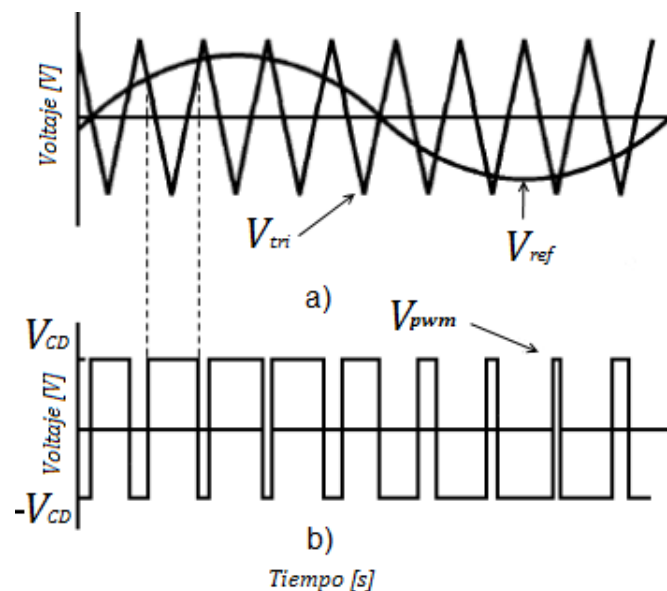 Voltaje [V]
V_tri
V_ref
a)
V_CD
V_pwm
Voltaje [V]
-V_CD
b)
Tiempo [s]